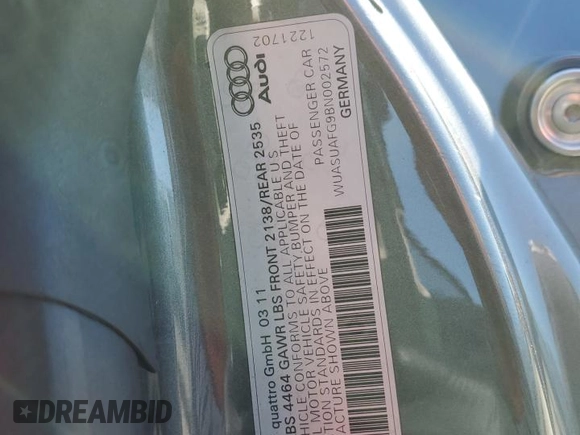 1221702
Audi
quattro GmbH 03 11
BS 4464 GAWR LBS FRONT 2138/REAR 2535
HICLE CONFORMS TO ALL APPLICABLE U S
L MOTOR VEHICLE SAFETY BUMPER AND THEFT
TION STANDARDS IN EFFECT ON THE DATE OF
ACTURE SHOWN ABOVE
PASSENGER CAR
WUASUAFG9BN002572
GERMANY
DREAMBID